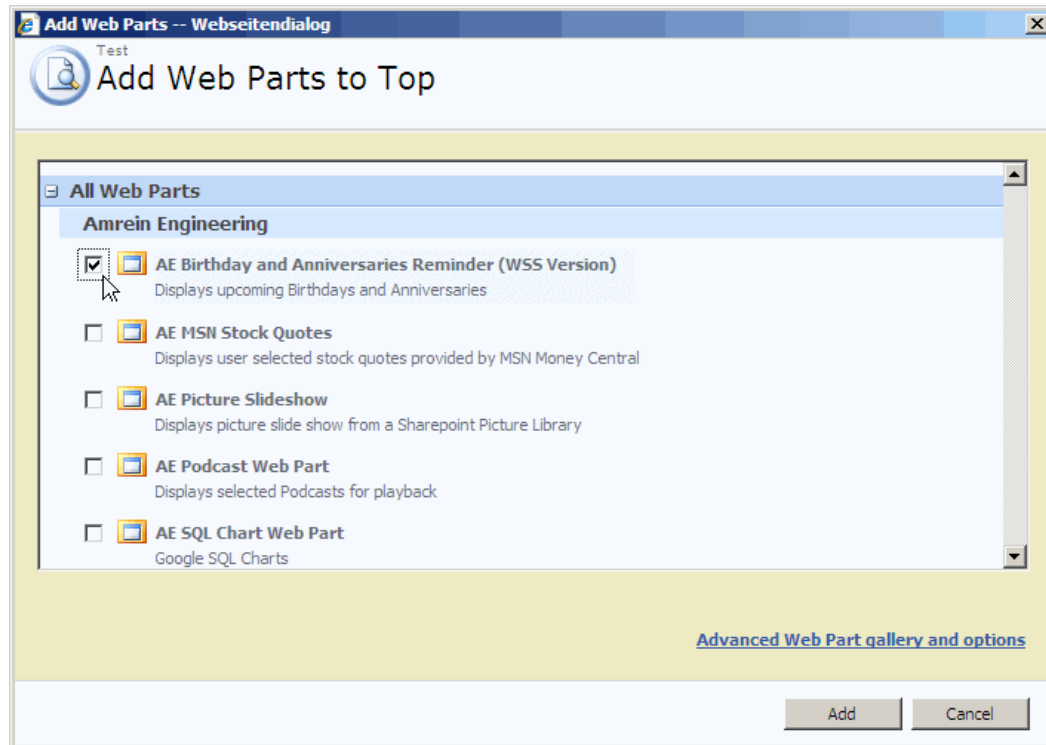 Add Web Parts -- Webseitendialog
Test
Add Web Parts to Top
All Web Parts
Amrein Engineering
AE Birthday and Anniversaries Reminder (WSS Version)
Displays upcoming Birthdays and Anniversaries
AE MSN Stock Quotes
Displays user selected stock quotes provided by MSN Money Central
AE Picture Slideshow
Displays picture slide show from a Sharepoint Picture Library
AE Podcast Web Part
Displays selected Podcasts for playback
AE SQL Chart Web Part
Google SQL Charts
Advanced Web Part gallery and options
Add Cancel